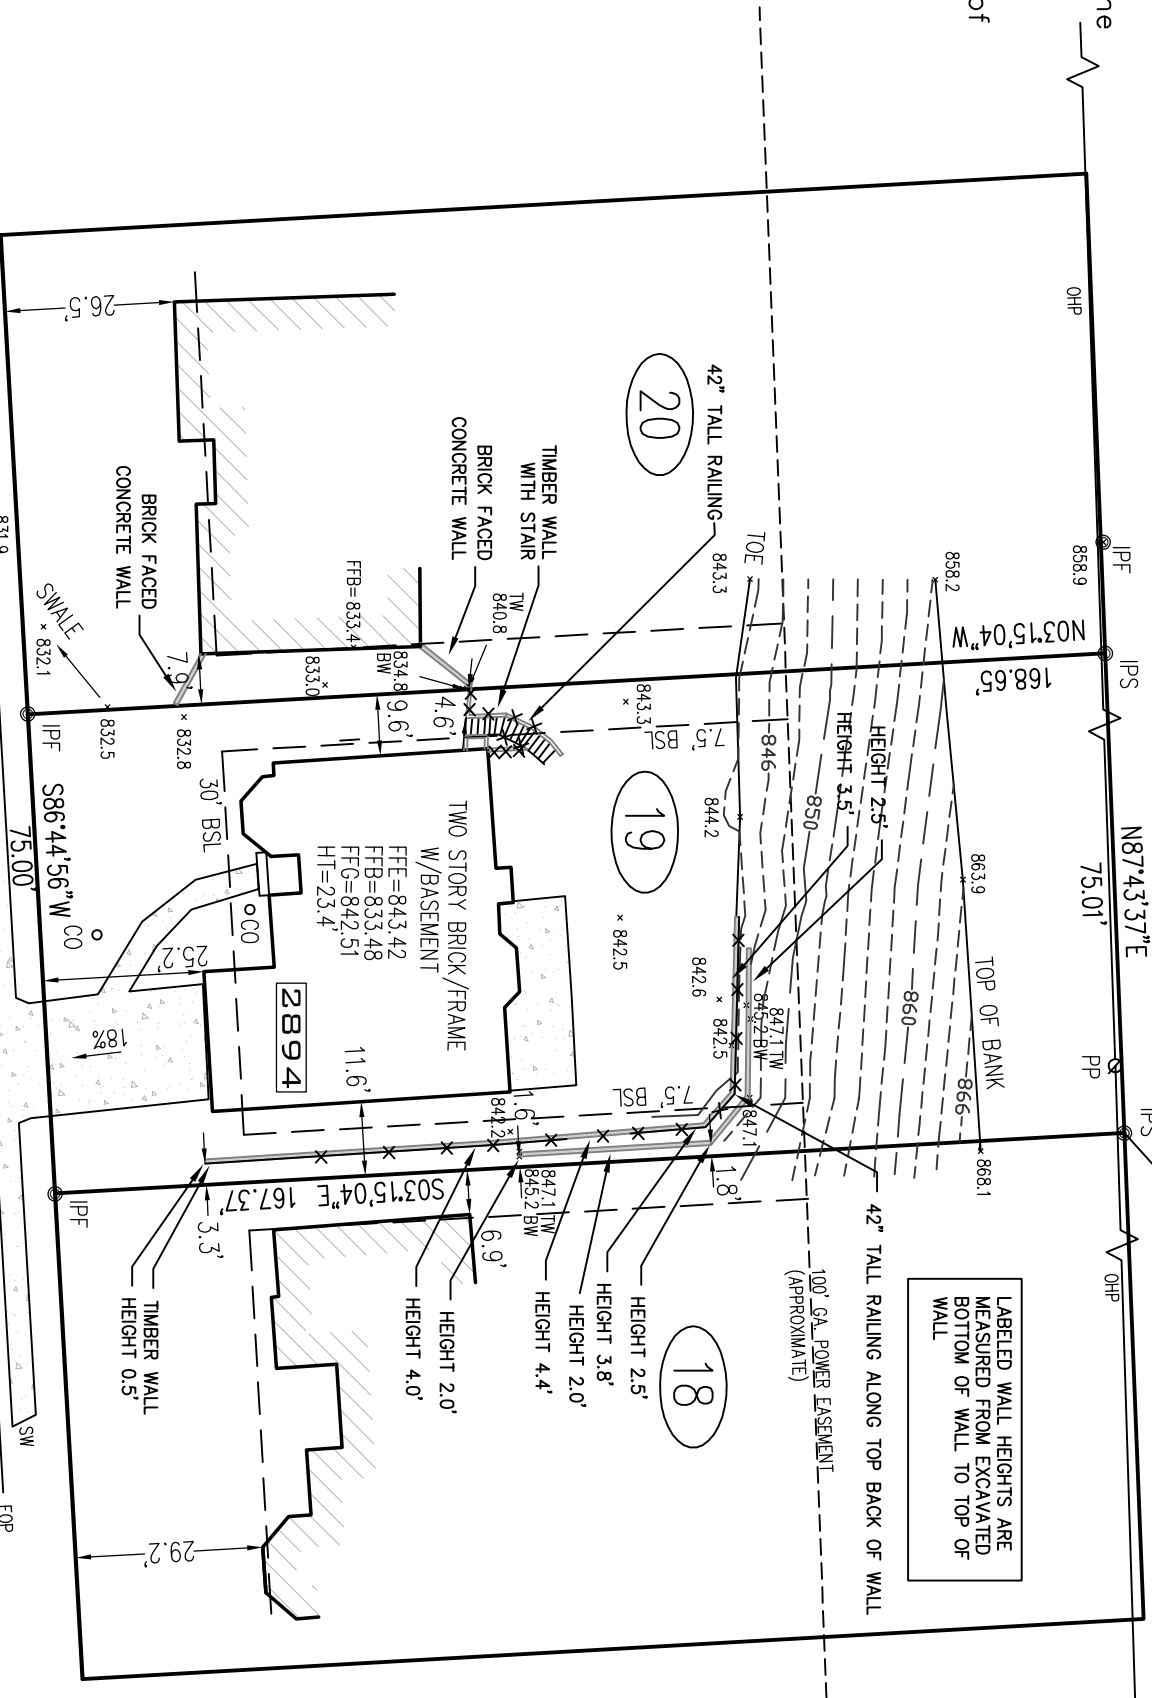 ne
of
OHP
IPF
858.9
IPS
N87°43'37"E
75.01'
PP
IPS
OHP
N03°15'04"W
168.65'
858.2
863.9
TOP OF BANK
868.1
TOE
843.3
846
850
860
866
HEIGHT 2.5'
HEIGHT 3.5'
844.2
843.3
7.5' BSL
42" TALL RAILING
20
TIMBER WALL
WITH STAIR
BRICK FACED
CONCRETE WALL
TW
840.8
834.8
BW
FFB= 833.4
833.0
9.6'
4.6'
7.9'
19
842.5
842.6
842.5
847.1 TW
845.2 BW
847.1
7.5'
BSL
1.8'
TWO STORY BRICK/FRAME
W/BASEMENT
FFE=843.42
FFB=833.48
FFG=842.51
HT=23.4'
2894
11.6'
1.6'
842.2
847.1 TW
845.2 BW
S03°15'04"E
167.37'
6.9'
3.3'
30' BSL
CO
CO
25.2'
18%
26.5'
BRICK FACED
CONCRETE WALL
SWALE
832.1
832.5
832.8
831.9
IPF
S86°44'56"W
75.00'
IPF
TIMBER WALL
HEIGHT 0.5'
HEIGHT 4.0'
HEIGHT 2.0'
HEIGHT 4.4'
HEIGHT 2.0'
HEIGHT 3.8'
HEIGHT 2.5'
18
29.2'
SW
EOP
42" TALL RAILING ALONG TOP BACK OF WALL
100' GA. POWER EASEMENT
(APPROXIMATE)
LABELED WALL HEIGHTS ARE
MEASURED FROM EXCAVATED
BOTTOM OF WALL TO TOP OF
WALL